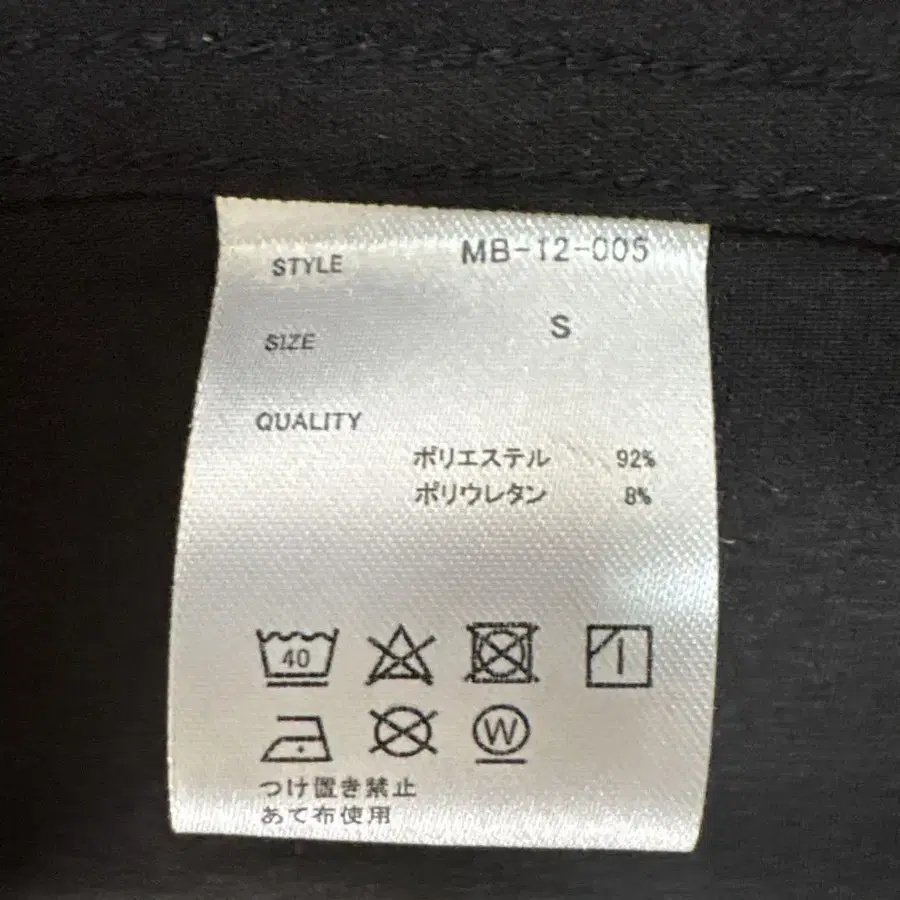 STYLE MB-12-005
SIZE S
QUALITY
ポリエステル 92%
ポリウレタン 8%
40
W
つけ置き禁止
あて布使用